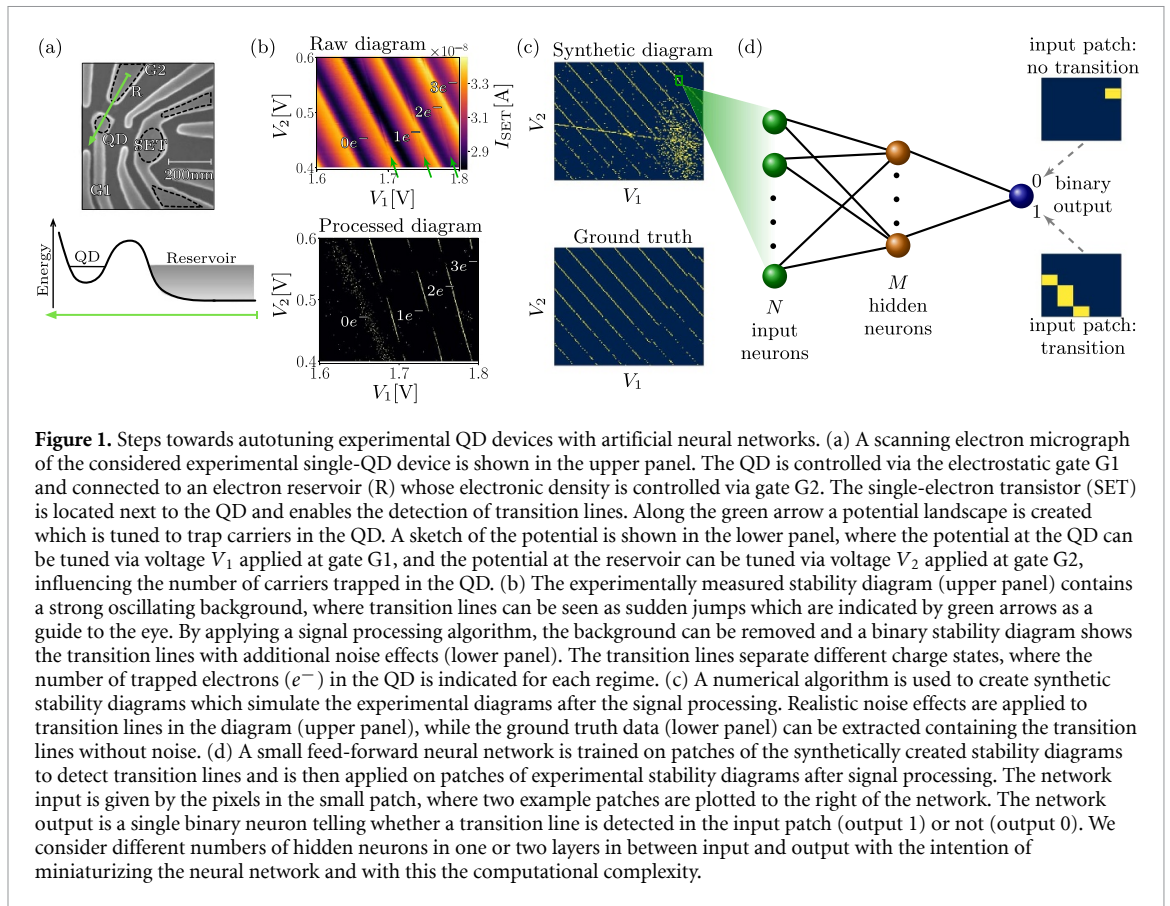 (a)
G2
R
QD
SET
200nm
G1
Energy
QD
Reservoir
(b)
Raw diagram
×10⁻⁸
0.6
0.5
0.4
V₂[V]
3e⁻
2e⁻
1e⁻
0e⁻
3.3
3.1
2.9
I_SET[A]
1.6 1.7 1.8
V₁[V]
Processed diagram
0.6
0.5
0.4
V₂[V]
3e⁻
2e⁻
1e⁻
0e⁻
1.6 1.7 1.8
V₁[V]
(c)
Synthetic diagram
V₂
V₁
Ground truth
V₂
V₁
(d)
N
input
neurons
M
hidden
neurons
input patch:
no transition
0
1
binary
output
input patch:
transition
Figure 1. Steps towards autotuning experimental QD devices with artificial neural networks. (a) A scanning electron micrograph
of the considered experimental single-QD device is shown in the upper panel. The QD is controlled via the electrostatic gate G1
and connected to an electron reservoir (R) whose electronic density is controlled via gate G2. The single-electron transistor (SET)
is located next to the QD and enables the detection of transition lines. Along the green arrow a potential landscape is created
which is tuned to trap carriers in the QD. A sketch of the potential is shown in the lower panel, where the potential at the QD can
be tuned via voltage V₁ applied at gate G1, and the potential at the reservoir can be tuned via voltage V₂ applied at gate G2,
influencing the number of carriers trapped in the QD. (b) The experimentally measured stability diagram (upper panel) contains
a strong oscillating background, where transition lines can be seen as sudden jumps which are indicated by green arrows as a
guide to the eye. By applying a signal processing algorithm, the background can be removed and a binary stability diagram shows
the transition lines with additional noise effects (lower panel). The transition lines separate different charge states, where the
number of trapped electrons (e⁻) in the QD is indicated for each regime. (c) A numerical algorithm is used to create synthetic
stability diagrams which simulate the experimental diagrams after the signal processing. Realistic noise effects are applied to
transition lines in the diagram (upper panel), while the ground truth data (lower panel) can be extracted containing the transition
lines without noise. (d) A small feed-forward neural network is trained on patches of the synthetically created stability diagrams
to detect transition lines and is then applied on patches of experimental stability diagrams after signal processing. The network
input is given by the pixels in the small patch, where two example patches are plotted to the right of the network. The network
output is a single binary neuron telling whether a transition line is detected in the input patch (output 1) or not (output 0). We
consider different numbers of hidden neurons in one or two layers in between input and output with the intention of
miniaturizing the neural network and with this the computational complexity.